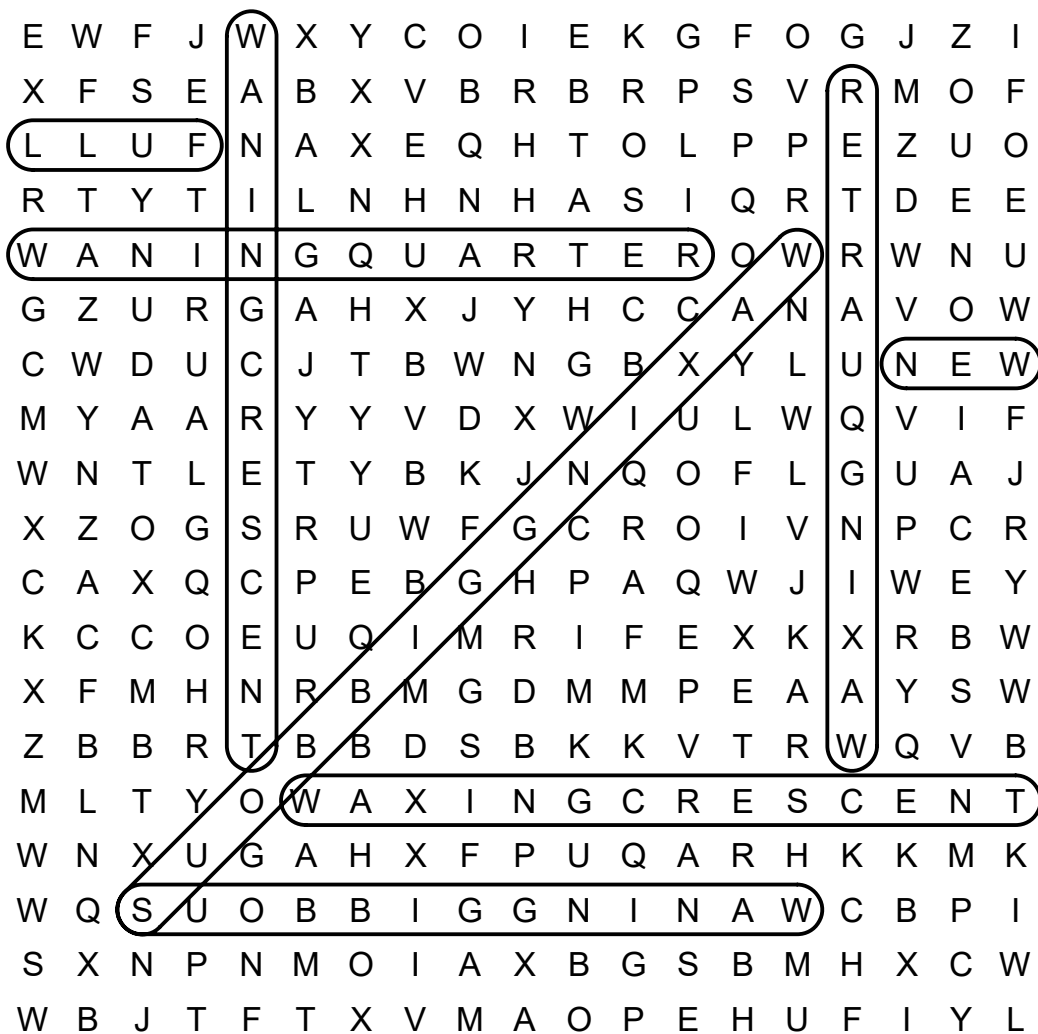 E W F J W X Y C O I E K G F O G J Z I
X F S E A B X V B R B R P S V R M O F
L L U F N A X E Q H T O L P P E Z U O
R T Y T I L N H N H A S I Q R T D E E
W A N I N G Q U A R T E R O W R W N U
G Z U R G A H X J Y H C C A N A V O W
C W D U C J T B W N G B X Y L U N E W
M Y A A R Y Y V D X W I U L W Q V I F
W N T L E T Y B K J N Q O F L G U A J
X Z O G S R U W F G C R O I V N P C R
C A X Q C P E B G H P A Q W J I W E Y
K C C O E U Q I M R I F E X K X R B W
X F M H N R B M G D M M P E A A Y S W
Z B B R T B B D S B K K V T R W Q V B
M L T Y O W A X I N G C R E S C E N T
W N X U G A H X F P U Q A R H K K M K
W Q S U O B B I G G N I N A W C B P I
S X N P N M O I A X B G S B M H X C W
W B J T F T X V M A O P E H U F I Y L